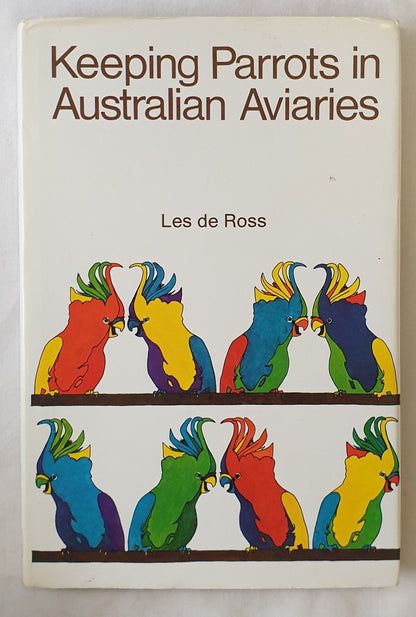 Keeping Parrots in
Australian Aviaries
Les de Ross